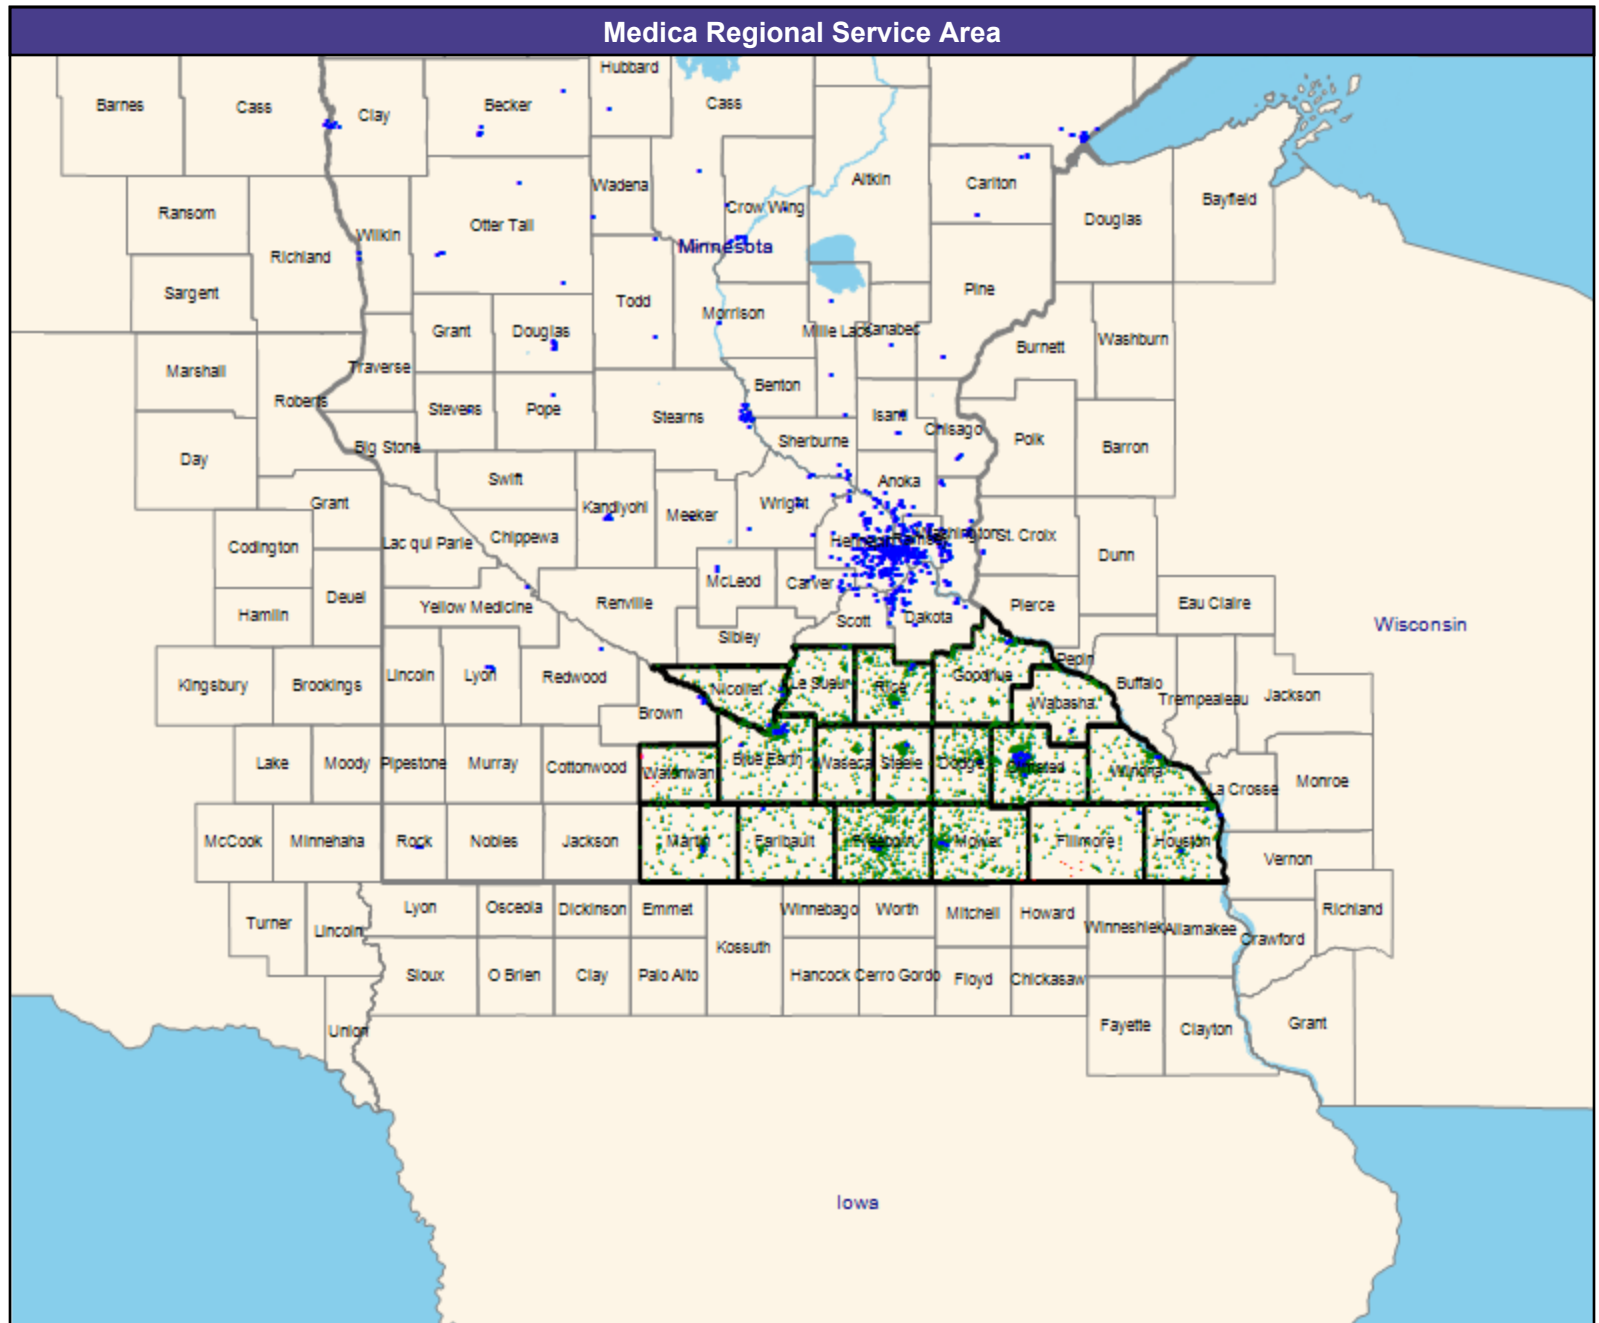 Medica Regional Service Area
Hubbard
Barnes
Cass
Clay
Becker
Cass
Wadena
Aitkin
Carlton
Ransom
Crow Wing
Bayfield
Otter Tail
Douglas
Wilkin
Minnesota
Richland
Sargent
Todd
Pine
Morrison
Grant
Douglas
Mille Lacs
Kanabec
Washburn
Burnett
Marshall
Traverse
Roberts
Benton
Stevens
Pope
Stearns
Isanti
Chisago
Polk
Sherburne
Barron
Big Stone
Day
Swift
Anoka
Grant
Kandiyohi
Meeker
Wright
Chippewa
Hennepin
Ramsey
Washington
St. Croix
Codington
Lac qui Parle
Dunn
McLeod
Carver
Deuel
Yellow Medicine
Renville
Pierce
Eau Claire
Hamlin
Scott
Dakota
Wisconsin
Sibley
Pepin
Lincoln
Lyon
Redwood
Kingsbury
Brookings
Nicollet
Le Sueur
Rice
Goodhue
Buffalo
Trempealeau
Jackson
Brown
Wabasha
Lake
Moody
Pipestone
Murray
Cottonwood
Watonwan
Blue Earth
Waseca
Steele
Dodge
Olmsted
Winona
La Crosse
Monroe
McCook
Minnehaha
Rock
Nobles
Jackson
Martin
Faribault
Freeborn
Mower
Fillmore
Houston
Vernon
Turner
Lincoln
Lyon
Osceola
Dickinson
Emmet
Kossuth
Winnebago
Worth
Mitchell
Howard
Winneshiek
Allamakee
Crawford
Richland
Sioux
O Brien
Clay
Palo Alto
Hancock
Cerro Gordo
Floyd
Chickasaw
Union
Fayette
Clayton
Grant
Iowa